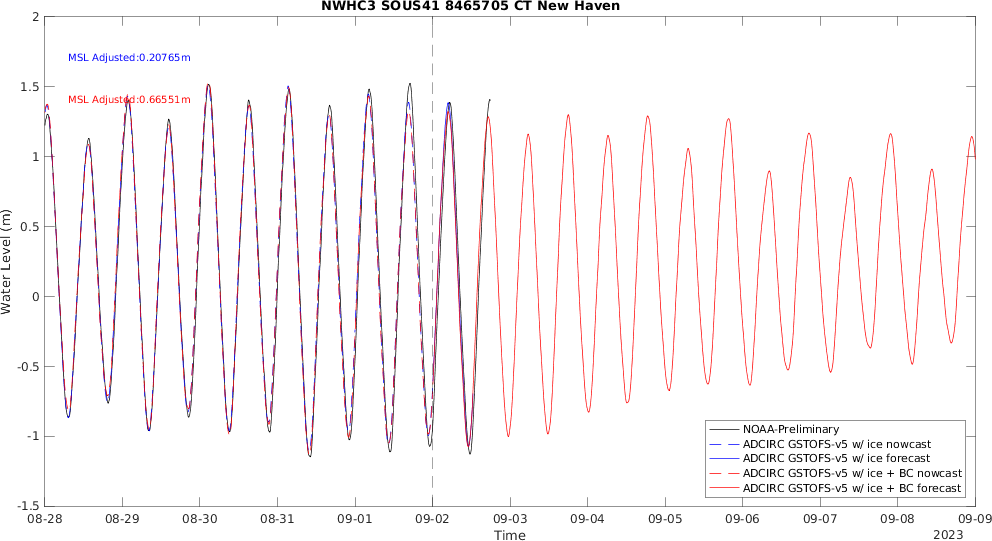 NWHC3 SOUS41 8465705 CT New Haven
2
MSL Adjusted:0.20765m
1.5
MSL Adjusted:0.66551m
1
0.5
Water Level (m)
0
-0.5
-1
NOAA-Preliminary
ADCIRC GSTOFS-v5 w/ ice nowcast
ADCIRC GSTOFS-v5 w/ ice forecast
ADCIRC GSTOFS-v5 w/ ice + BC nowcast
ADCIRC GSTOFS-v5 w/ ice + BC forecast
-1.5
08-28 08-29 08-30 08-31 09-01 09-02 09-03 09-04 09-05 09-06 09-07 09-08 09-09
Time
2023